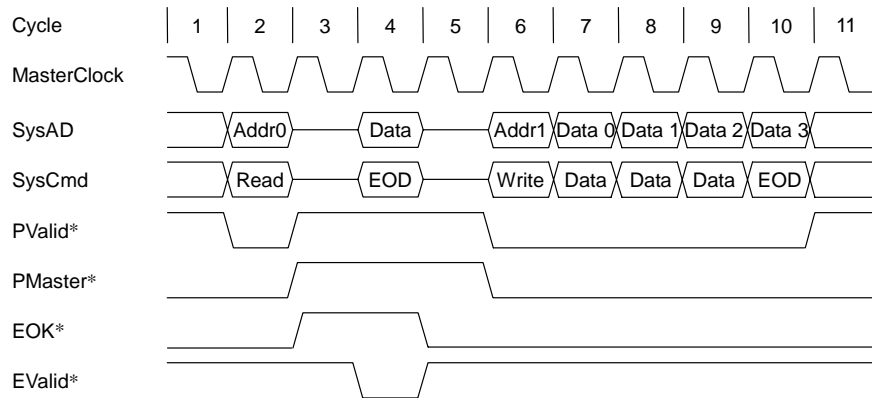 Cycle 1 2 3 4 5 6 7 8 9 10 11
MasterClock
SysAD Addr0 Data Addr1 Data 0 Data 1 Data 2 Data 3
SysCmd Read EOD Write Data Data Data EOD
PValid*
PMaster*
EOK*
EValid*